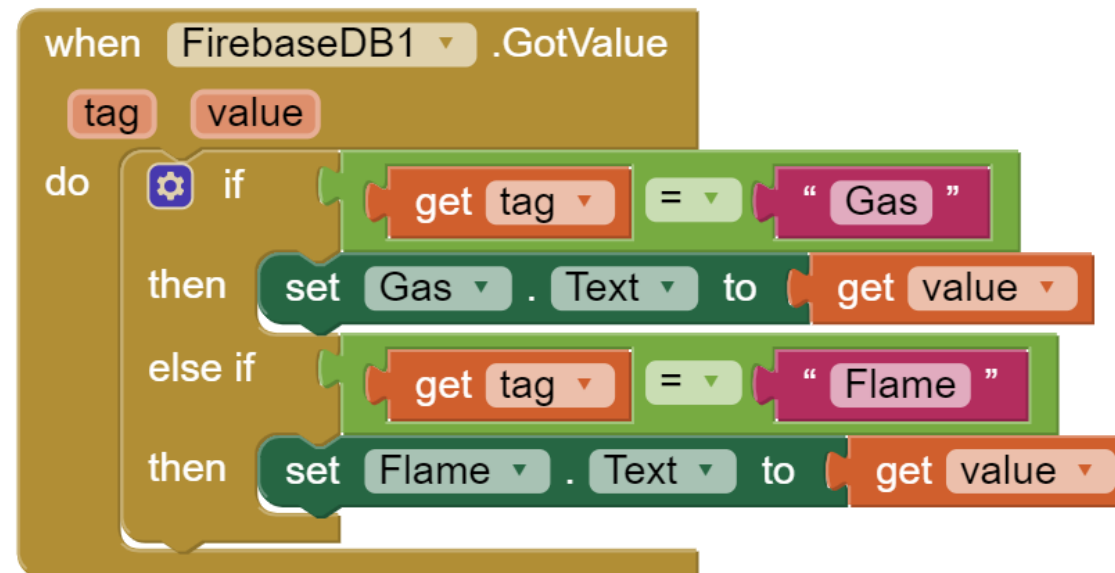 when FirebaseDB1 .GotValue
tag value
do if get tag = “ Gas ”
then set Gas . Text to get value
else if get tag = “ Flame ”
then set Flame . Text to get value